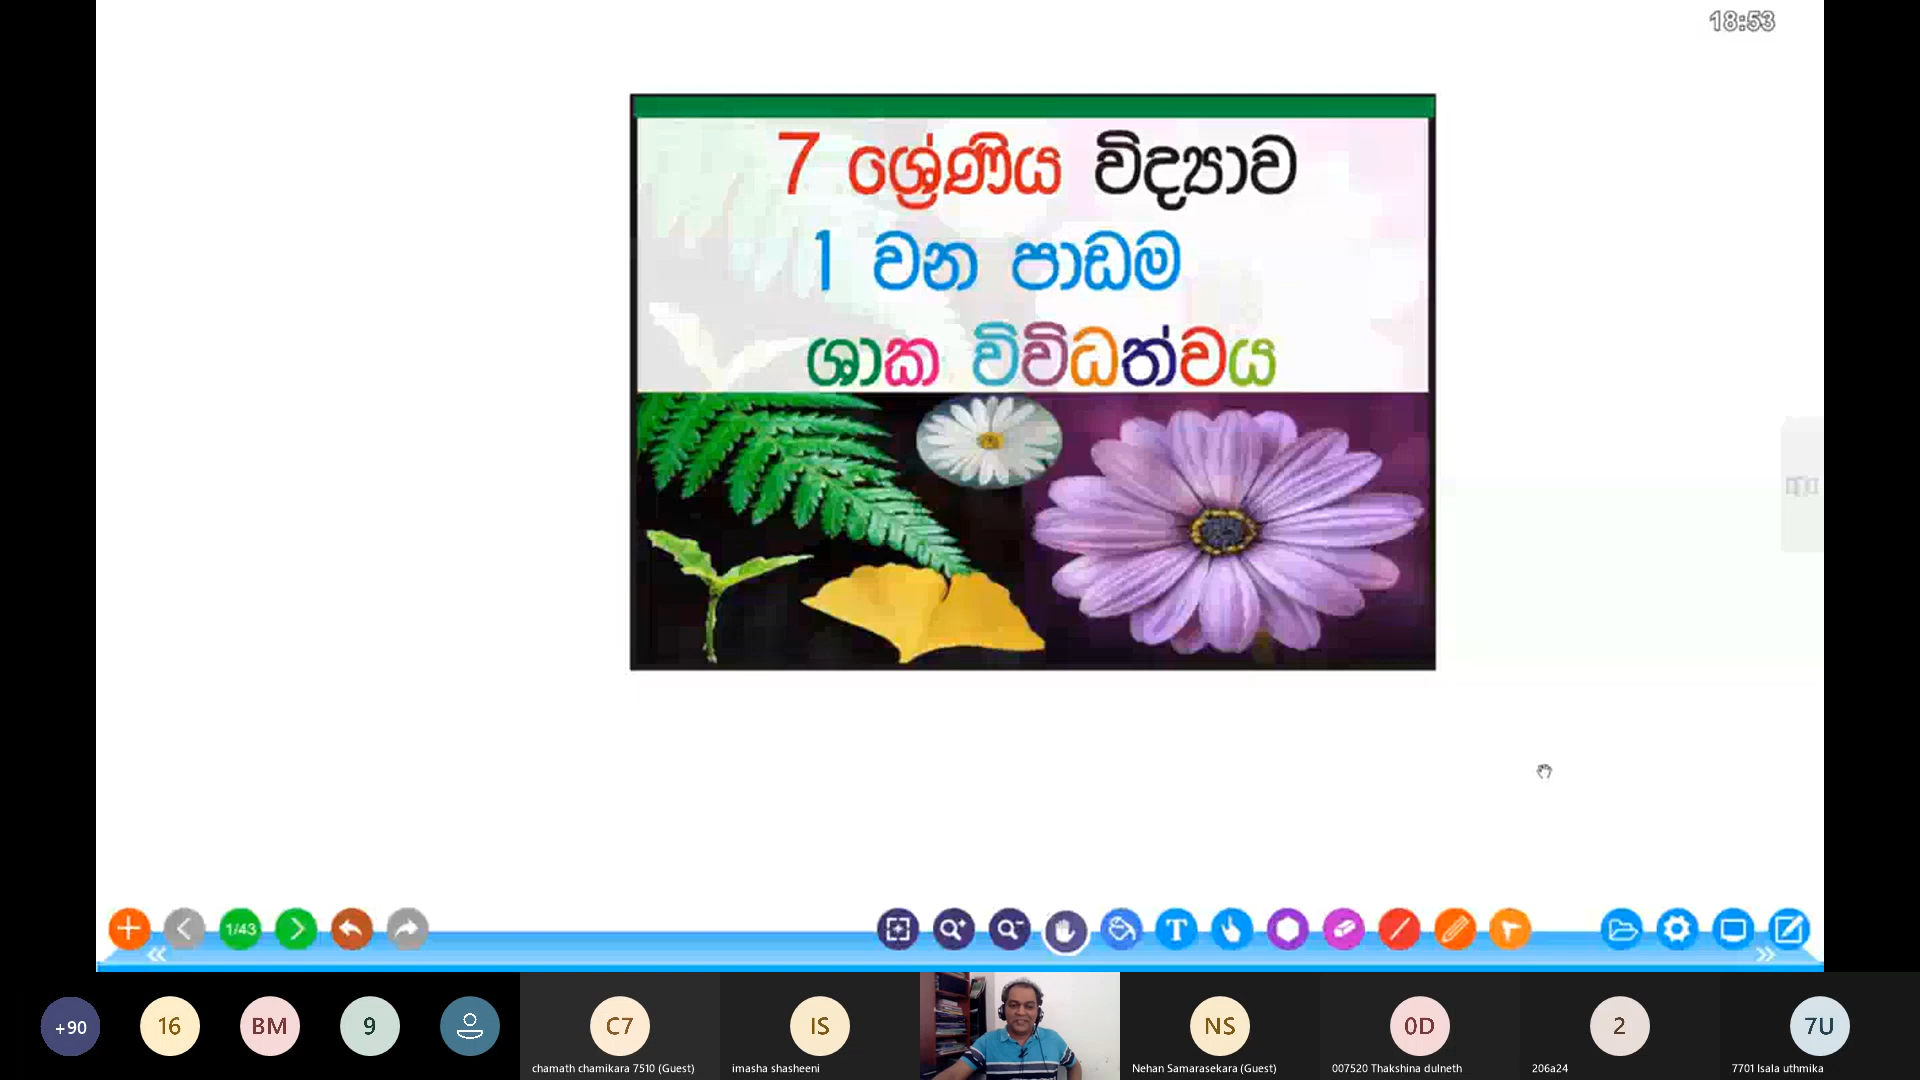 18:53
7 ශ්‍රේණිය විද්‍යාව
1 වන පාඩම
ශාක විවිධත්වය
1/43
T
+90
16
BM
9
C7
IS
NS
0D
2
7U
chamath chamikara 7510 (Guest)
imasha shasheeni
Nehan Samarasekara (Guest)
007520 Thakshina dulneth
206a24
7701 Isala uthmika